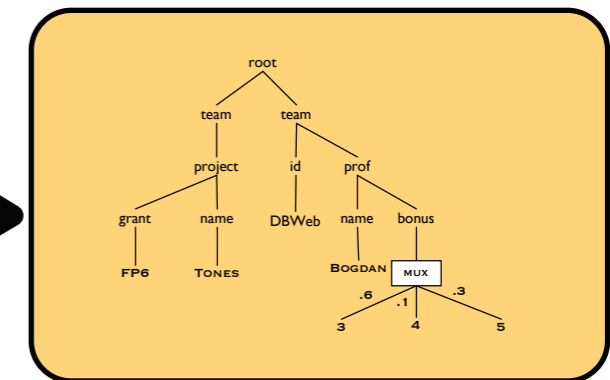 root
team team
project id prof
grant name DBWeb name bonus
FP6 TONES BOGDAN MUX
.6 .1 .3
3 4 5